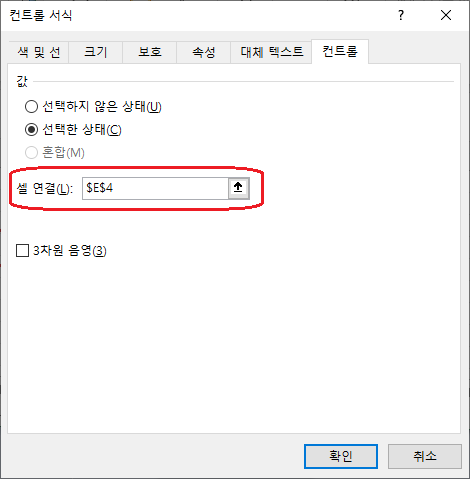 컨트롤 서식
색 및 선 크기 보호 속성 대체 텍스트 컨트롤
값
선택하지 않은 상태(U)
선택한 상태(C)
혼합(M)
셀 연결(L): $E$4
3차원 음영(3)
확인 취소